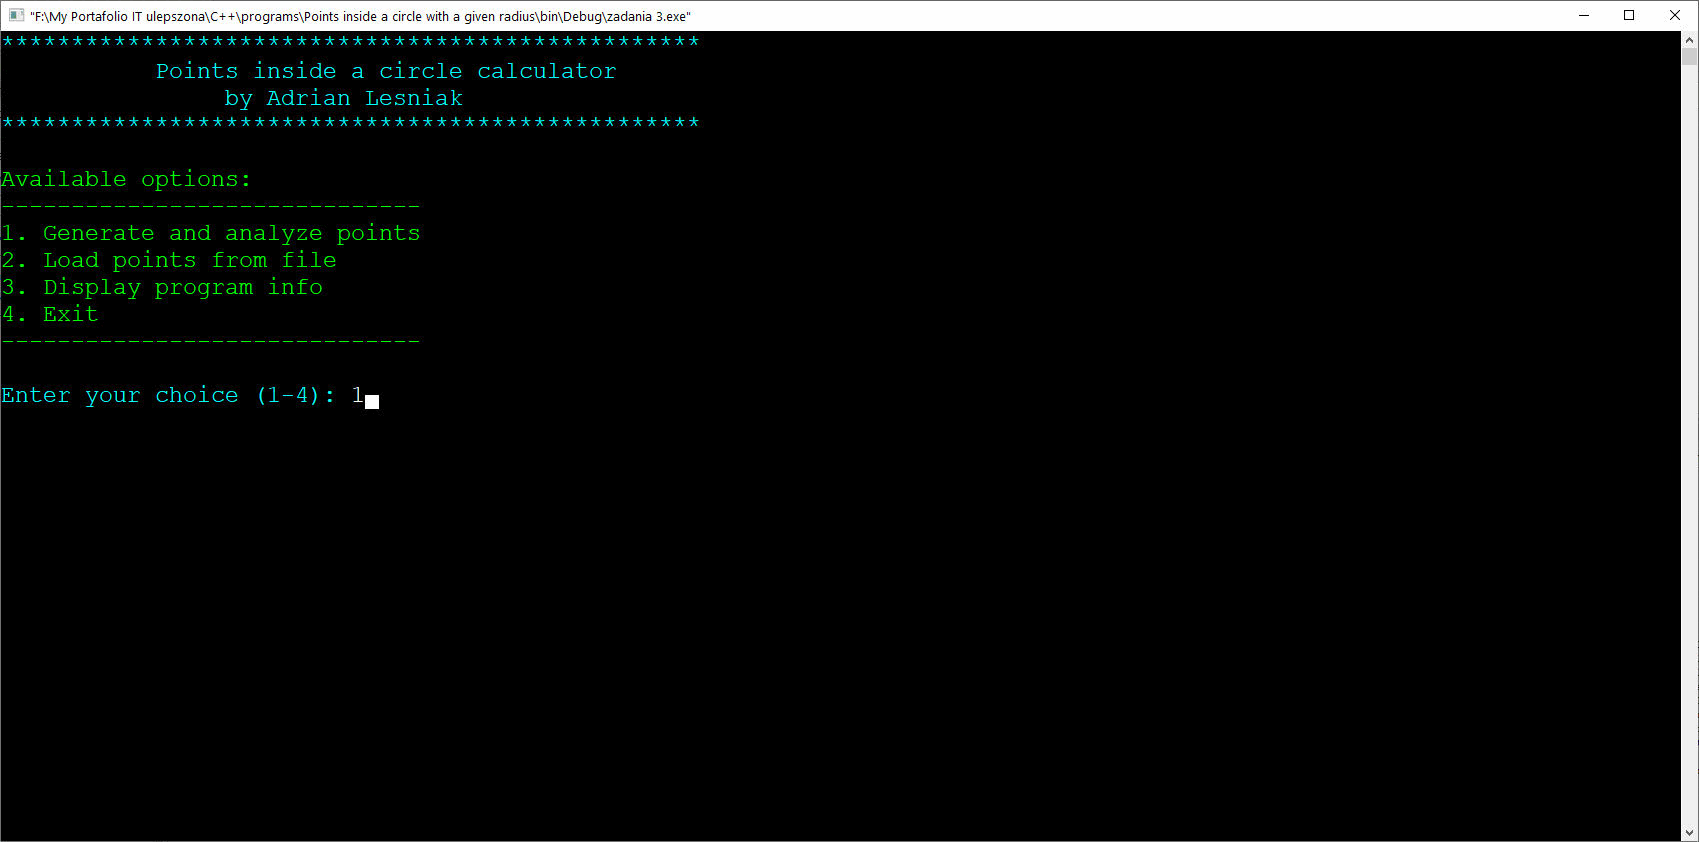 "F:\My Portafolio IT ulepszona\C++\programs\Points inside a circle with a given radius\bin\Debug\zadania 3.exe"
**************************************************
Points inside a circle calculator
by Adrian Lesniak
**************************************************
Available options:
------------------------------
1. Generate and analyze points
2. Load points from file
3. Display program info
4. Exit
------------------------------
Enter your choice (1-4): 1